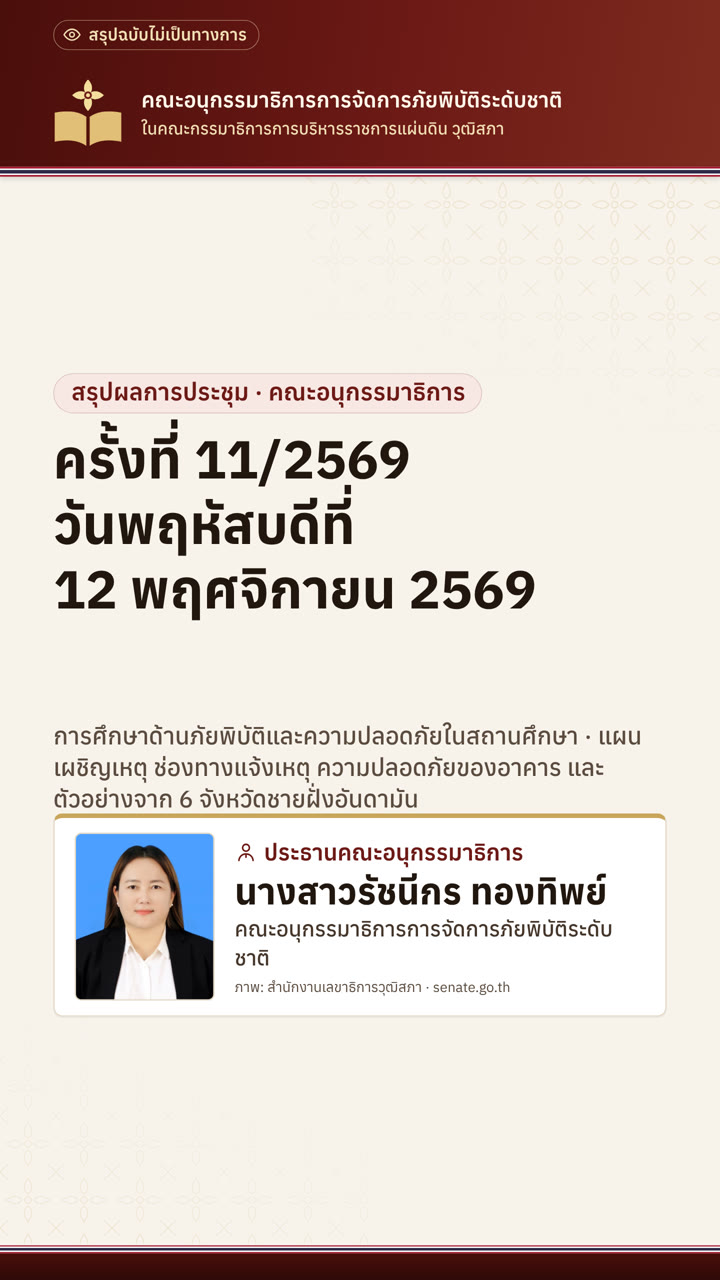 สรุปฉบับไม่เป็นทางการ
คณะอนุกรรมาธิการการจัดการภัยพิบัติระดับชาติ
ในคณะกรรมาธิการการบริหารราชการแผ่นดิน วุฒิสภา
สรุปผลการประชุม · คณะอนุกรรมาธิการ
ครั้งที่ 11/2569
วันพฤหัสบดีที่
12 พฤศจิกายน 2569
การศึกษาด้านภัยพิบัติและความปลอดภัยในสถานศึกษา · แผน
เผชิญเหตุ ช่องทางแจ้งเหตุ ความปลอดภัยของอาคาร และ
ตัวอย่างจาก 6 จังหวัดชายฝั่งอันดามัน
ประธานคณะอนุกรรมาธิการ
นางสาวรัชนีกร ทองทิพย์
คณะอนุกรรมาธิการการจัดการภัยพิบัติระดับ
ชาติ
ภาพ: สำนักงานเลขาธิการวุฒิสภา · senate.go.th